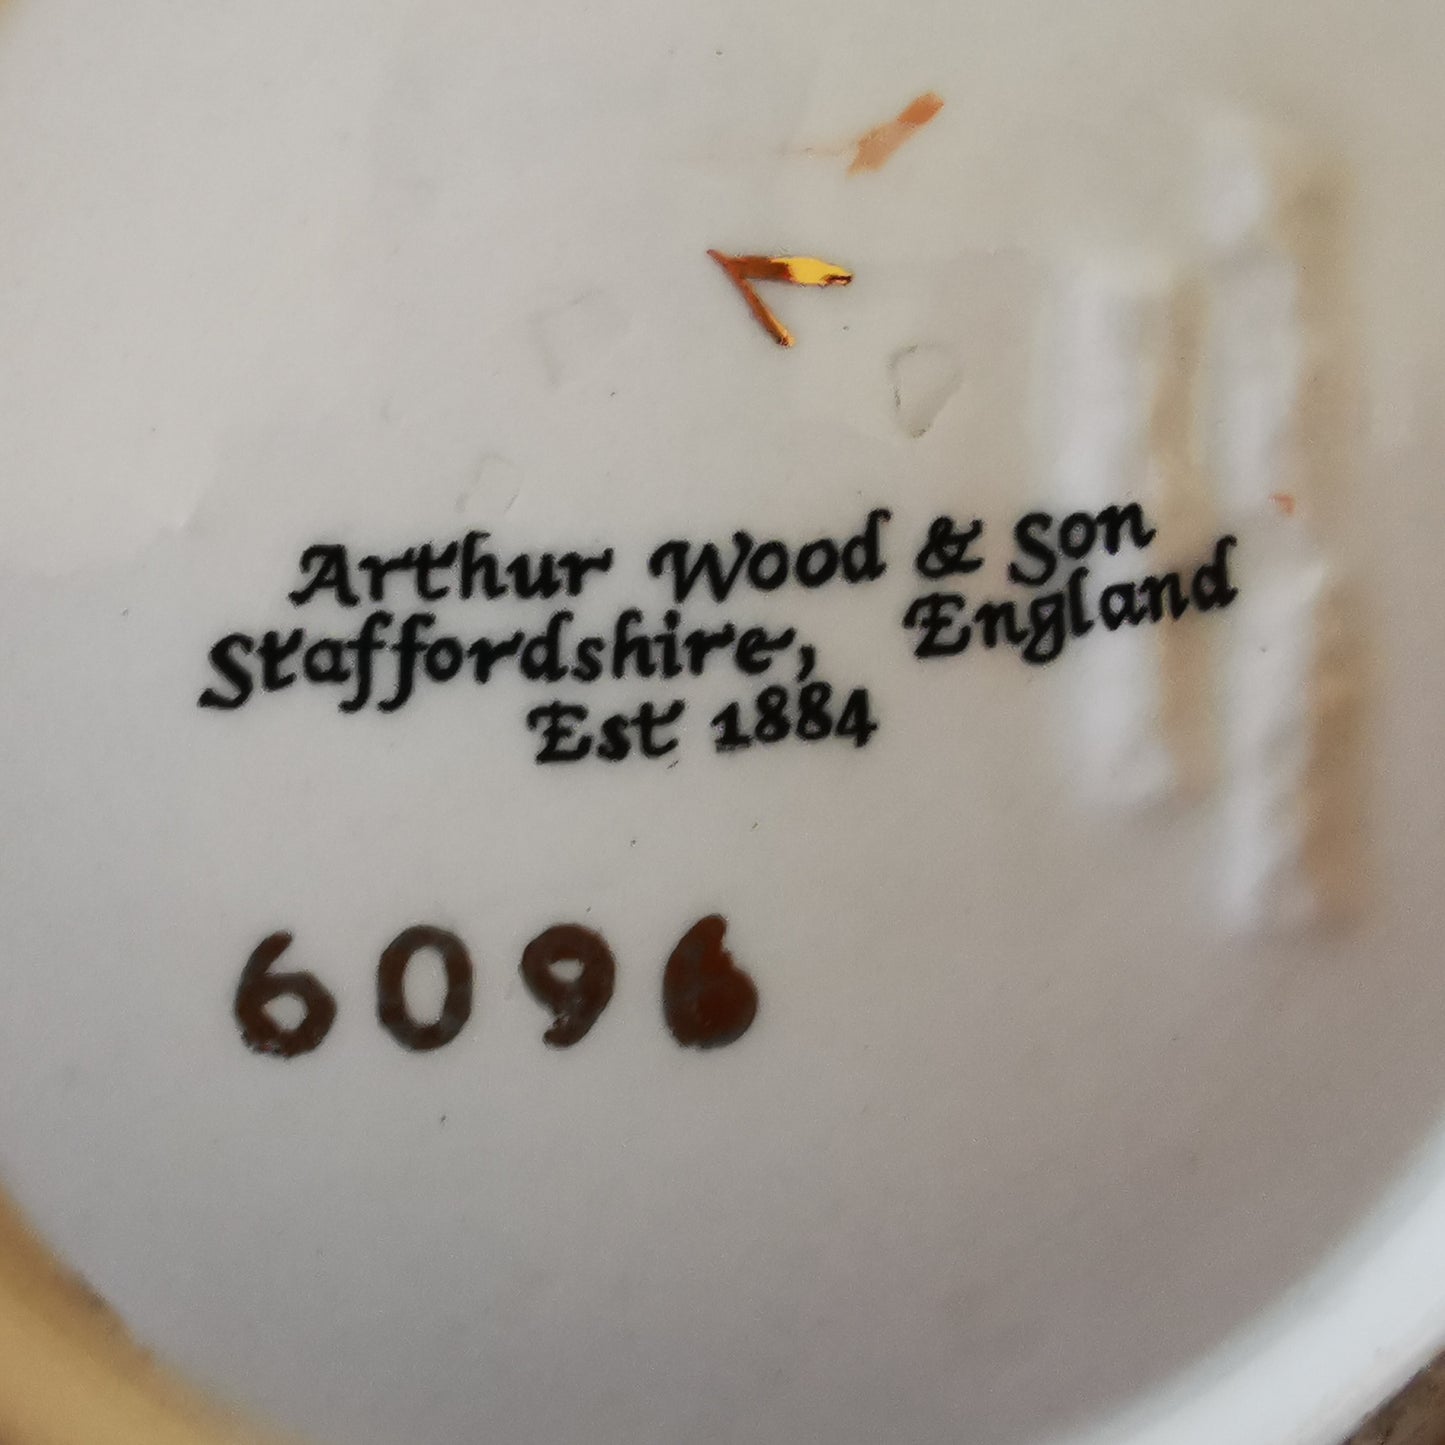 Arthur Wood & Son
Staffordshire, England
Est 1884
6096